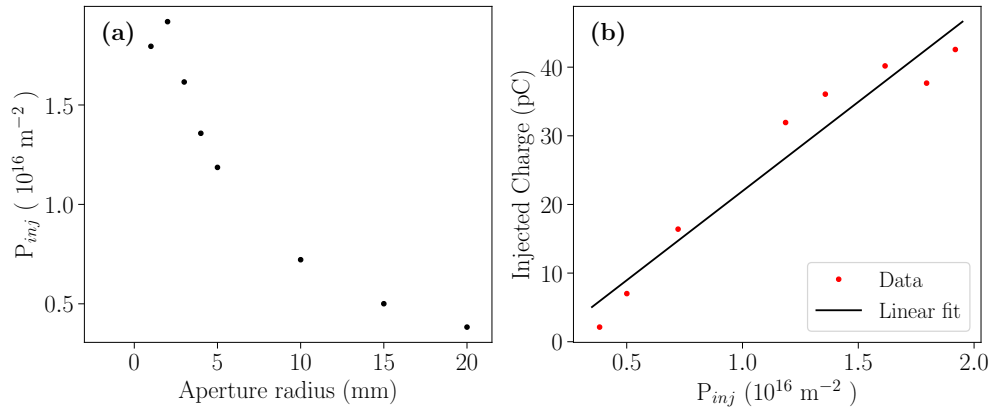 (a)
1.5
1.0
0.5
P_inj ( 10^16 m^−2 )
0
5
10
15
20
Aperture radius (mm)
(b)
40
30
20
10
0
Injected Charge (pC)
Data
Linear fit
0.5
1.0
1.5
2.0
P_inj (10^16 m^−2 )